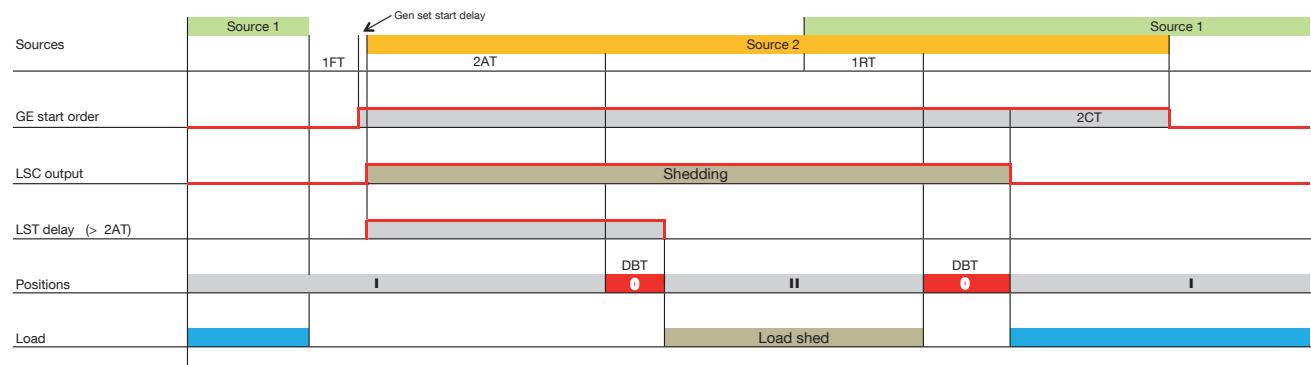 Gen set start delay
Source 1
Source 1
Sources
Source 2
1FT
2AT
1RT
GE start order
2CT
LSC output
Shedding
LST delay (> 2AT)
DBT
DBT
Positions
I
0
II
0
I
Load
Load shed